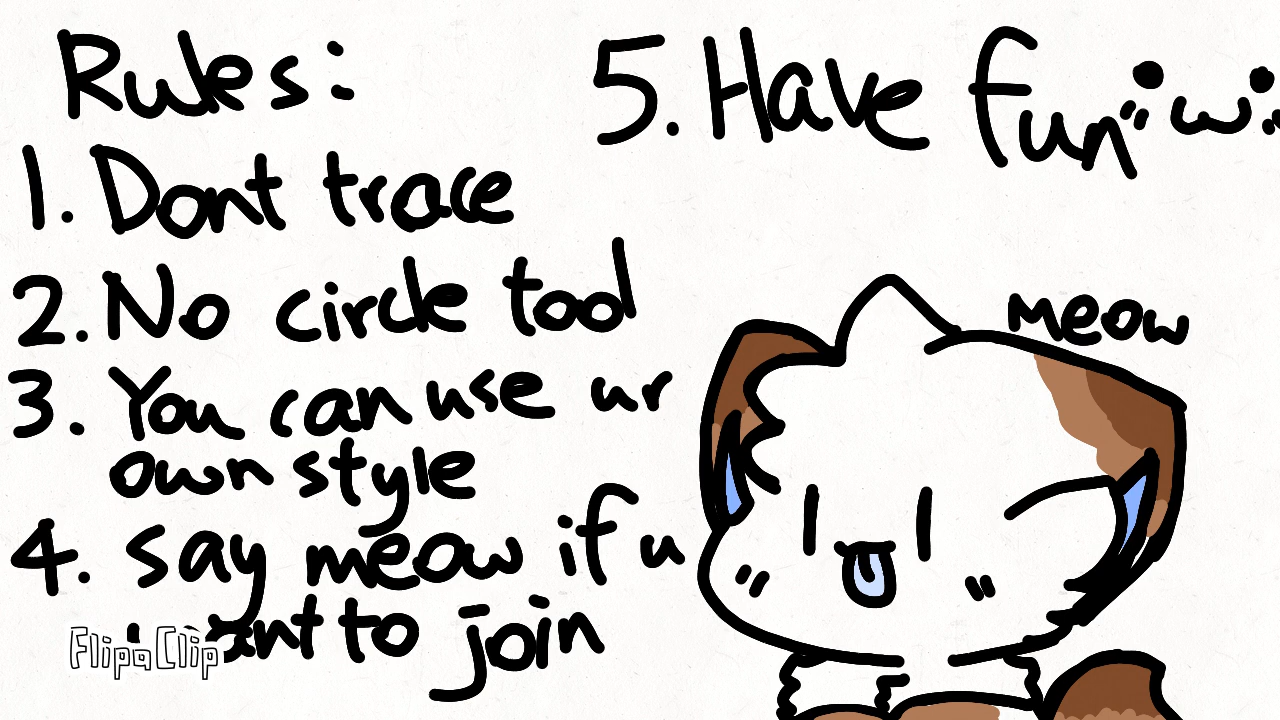 Rules:
1. Dont trace
2. No circle tool
3. You can use ur
own style
4. say meow if u
want to join
5. Have fun
meow
FlipaClip